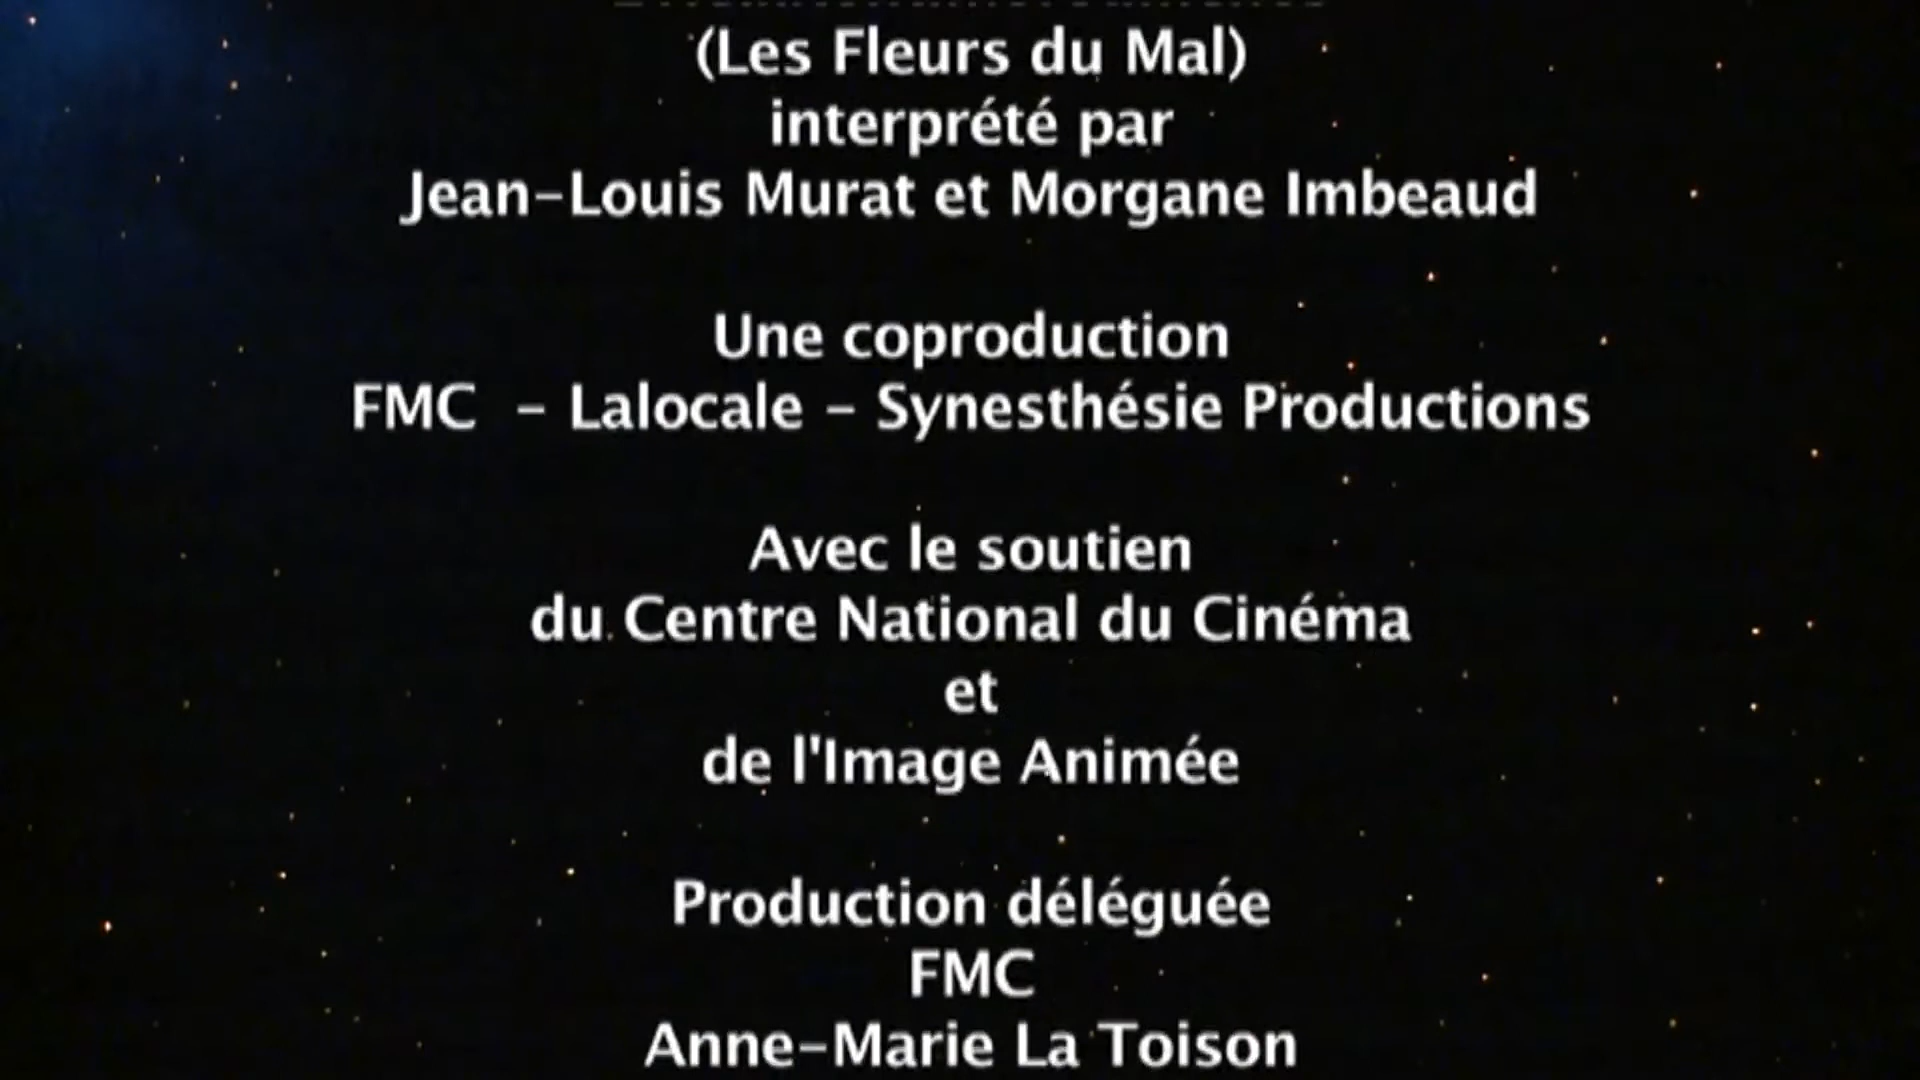 (Les Fleurs du Mal)
interprété par
Jean-Louis Murat et Morgane Imbeaud
Une coproduction
FMC - Lalocale - Synesthésie Productions
Avec le soutien
du Centre National du Cinéma
et
de l'Image Animée
Production déléguée
FMC
Anne-Marie La Toison